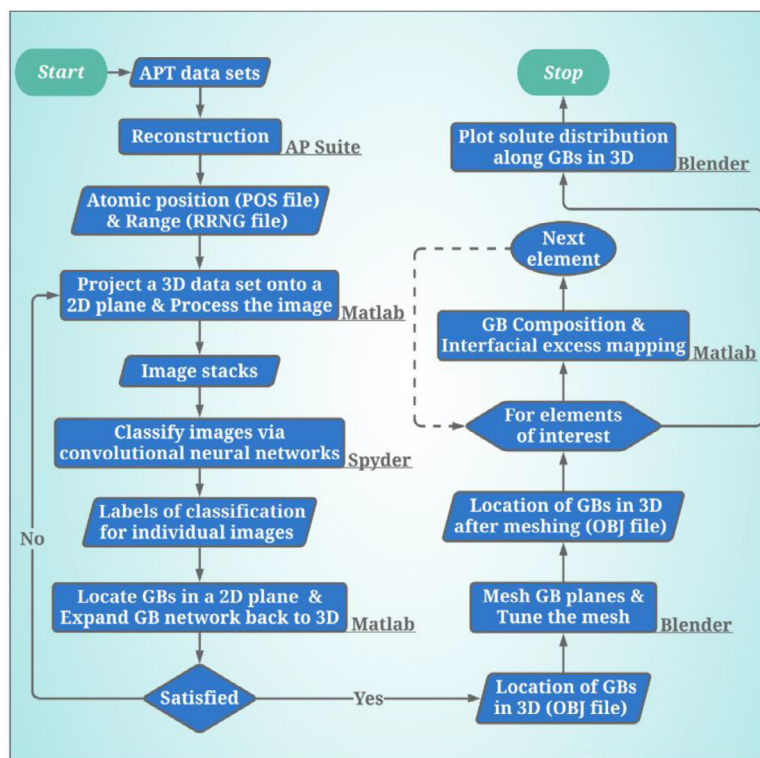 Start
APT data sets
Reconstruction
AP Suite
Atomic position (POS file)
& Range (RRNG file)
Project a 3D data set onto a
2D plane & Process the image
Matlab
Image stacks
Classify images via
convolutional neural networks
Spyder
Labels of classification
for individual images
No
Locate GBs in a 2D plane &
Expand GB network back to 3D
Matlab
Satisfied
Yes
Location of GBs
in 3D (OBJ file)
Mesh GB planes &
Tune the mesh
Blender
Location of GBs in 3D
after meshing (OBJ file)
For elements
of interest
GB Composition &
Interfacial excess mapping
Matlab
Next
element
Plot solute distribution
along GBs in 3D
Blender
Stop